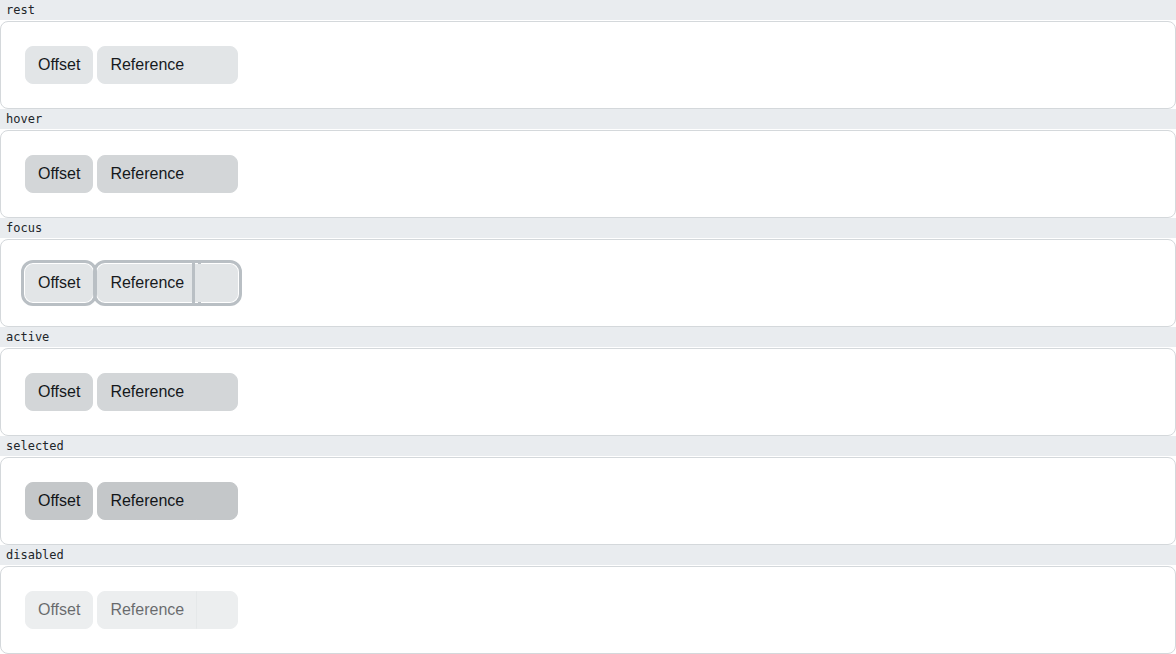 rest
Offset Reference
hover
Offset Reference
focus
Offset Reference
active
Offset Reference
selected
Offset Reference
disabled
Offset Reference